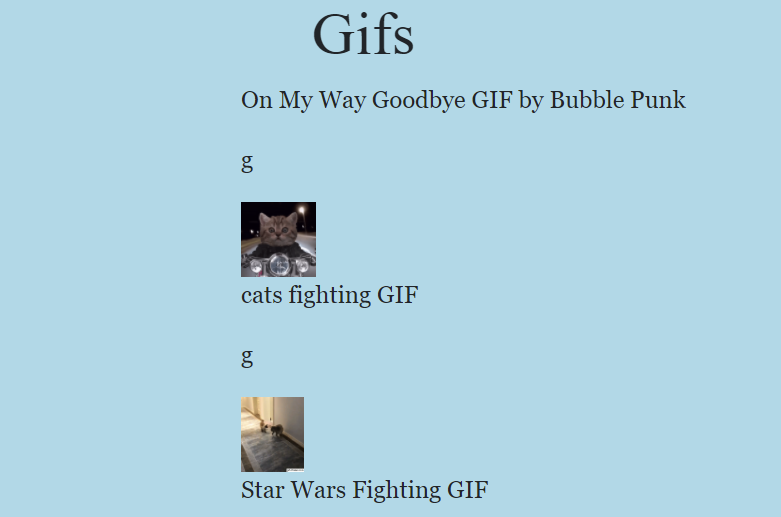 Gifs
On My Way Goodbye GIF by Bubble Punk
g
cats fighting GIF
g
Star Wars Fighting GIF